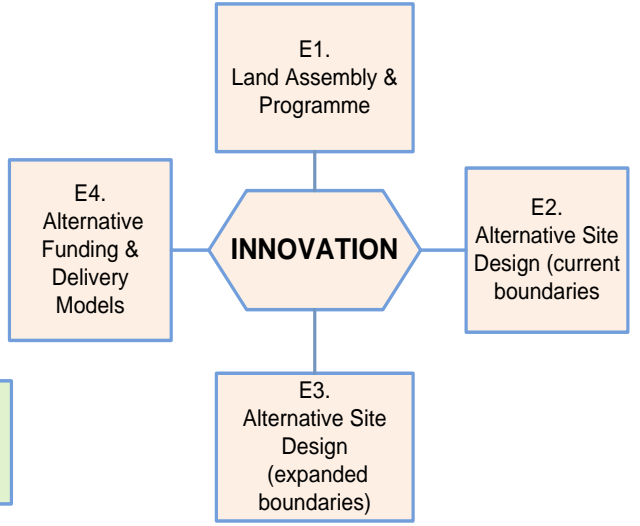 E1.
Land Assembly &
Programme
E4.
Alternative
Funding &
Delivery
Models
INNOVATION
E2.
Alternative Site
Design (current
boundaries
E3.
Alternative Site
Design
(expanded
boundaries)